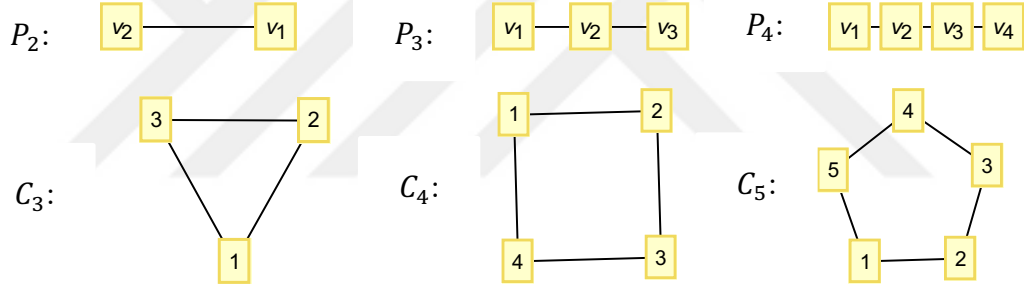 P₂: v₂ v₁ P₃: v₁ v₂ v₃ P₄: v₁ v₂ v₃ v₄
C₃: 3 2 1
C₄: 1 2 4 3
C₅: 4 5 3 1 2